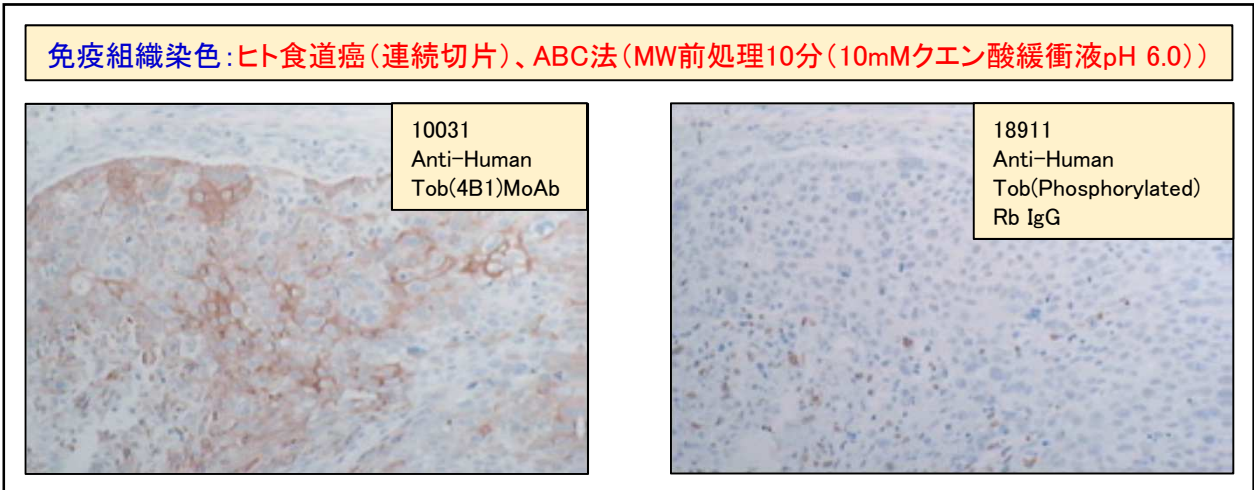 免疫組織染色:ヒト食道癌(連続切片)、ABC法(MW前処理10分(10mMクエン酸緩衝液pH 6.0))
10031
Anti-Human
Tob(4B1)MoAb
18911
Anti-Human
Tob(Phosphorylated)
Rb IgG